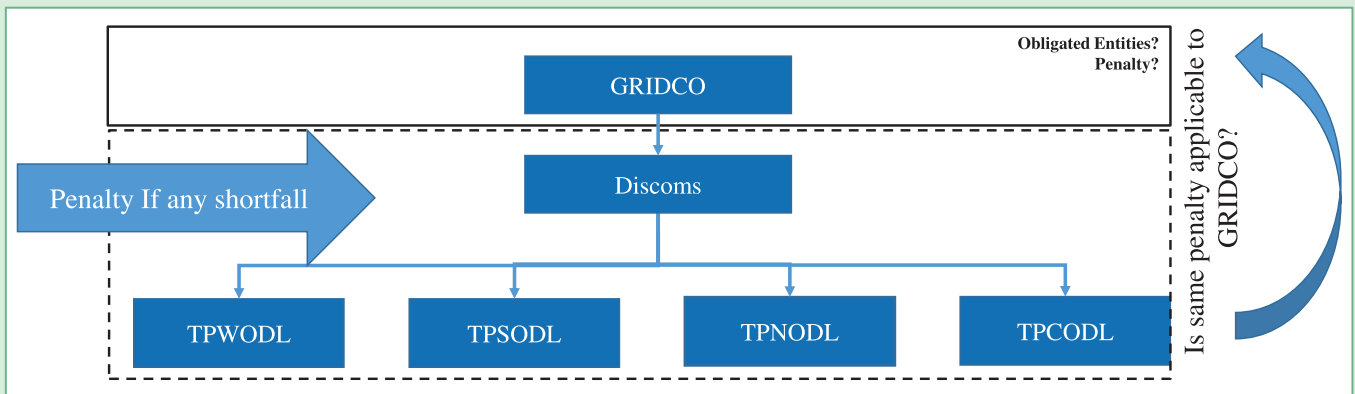 Obligated Entities?
Penalty?
GRIDCO
Discoms
Penalty If any shortfall
TPWODL
TPSODL
TPNODL
TPCODL
Is same penalty applicable to
GRIDCO?